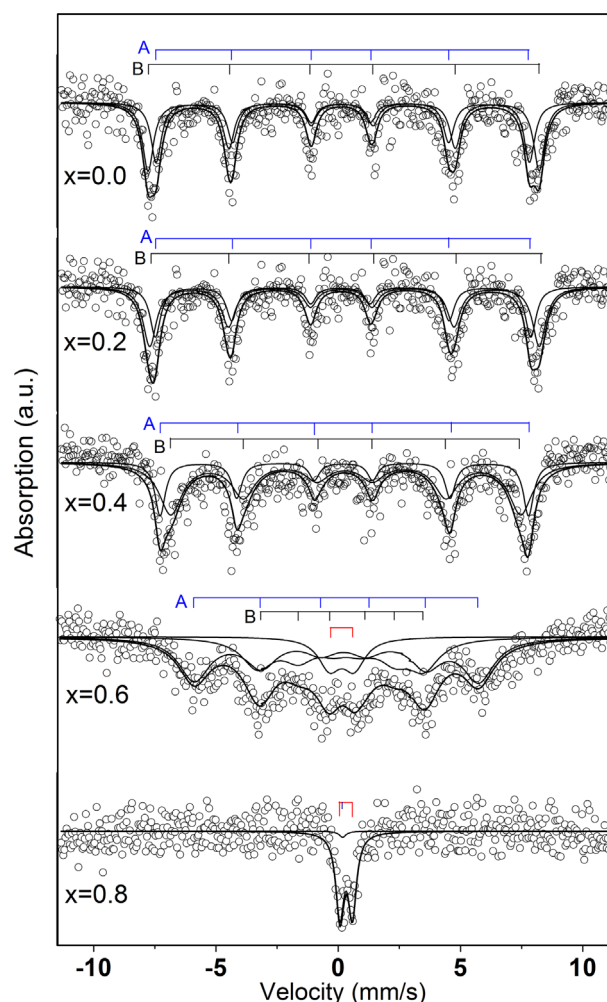 A
B
x=0.0
A
B
x=0.2
A
B
x=0.4
A
B
x=0.6
x=0.8
Absorption (a.u.)
-10 -5 0 5 10
Velocity (mm/s)